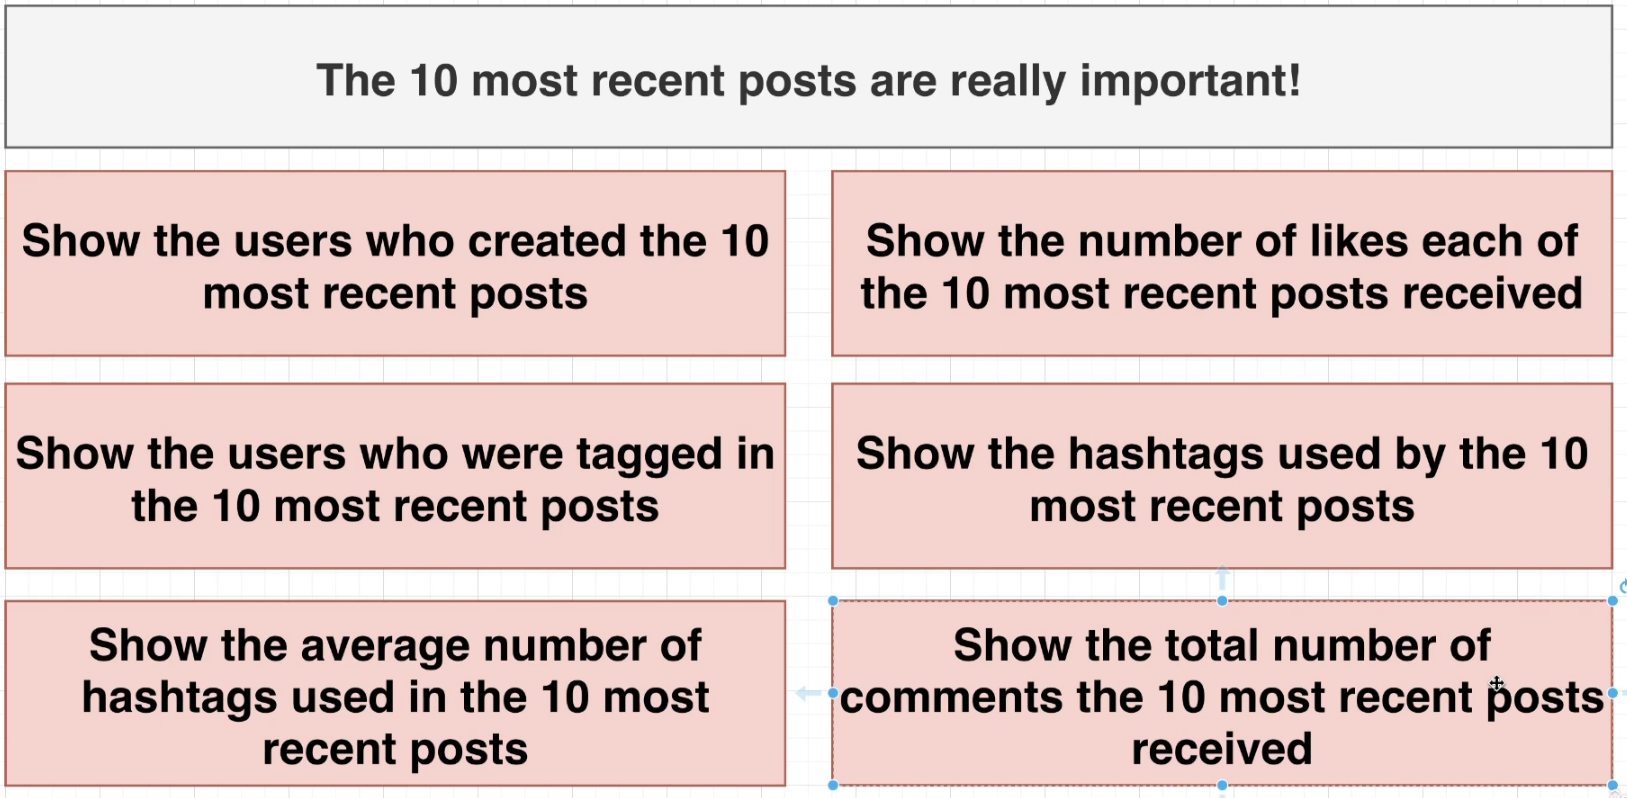 The 10 most recent posts are really important!
Show the users who created the 10
most recent posts
Show the number of likes each of
the 10 most recent posts received
Show the users who were tagged in
the 10 most recent posts
Show the hashtags used by the 10
most recent posts
Show the average number of
hashtags used in the 10 most
recent posts
Show the total number of
comments the 10 most recent posts
received